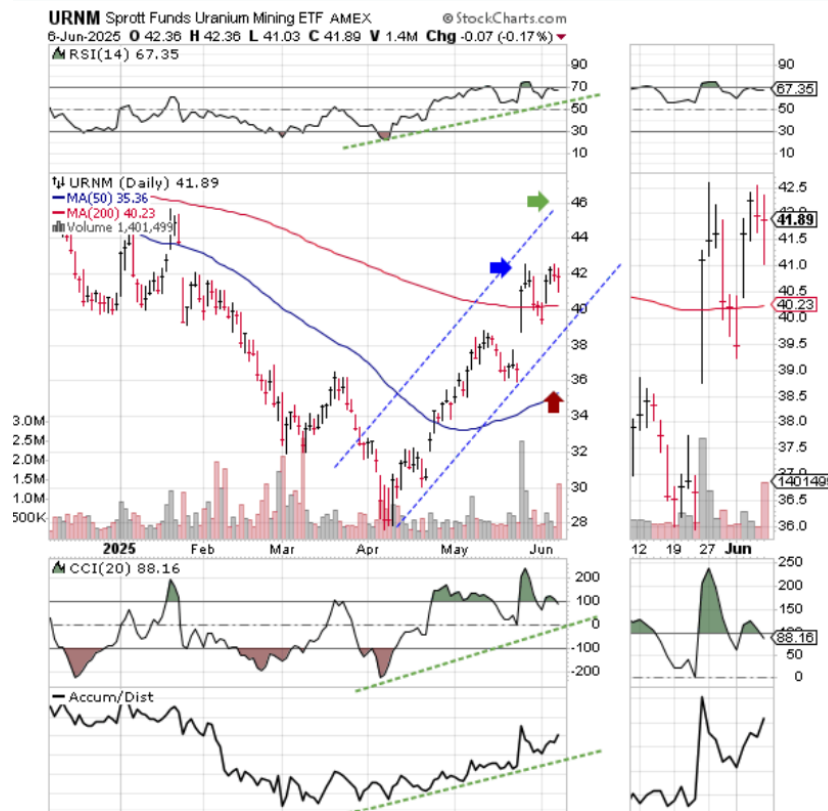 URNM Sprott Funds Uranium Mining ETF AMEX
© StockCharts.com
6-Jun-2025 O 42.36 H 42.36 L 41.03 C 41.89 V 1.4M Chg -0.07 (-0.17%)
RSI(14) 67.35
90
70
50
30
10
90
67.35
50
30
10
URNM (Daily) 41.89
MA(50) 35.36
MA(200) 40.23
Volume 1,401,499
46
44
42
40
38
36
34
32
30
28
3.0M
2.5M
2.0M
1.5M
1.0M
500K
2025 Feb Mar Apr May Jun
42.5
41.89
41.5
41.0
40.23
40.0
39.5
39.0
38.5
38.0
37.5
1401499
36.5
36.0
12 19 27 Jun
CCI(20) 88.16
200
100
0
-100
-200
250
200
150
88.16
50
0
Accum/Dist